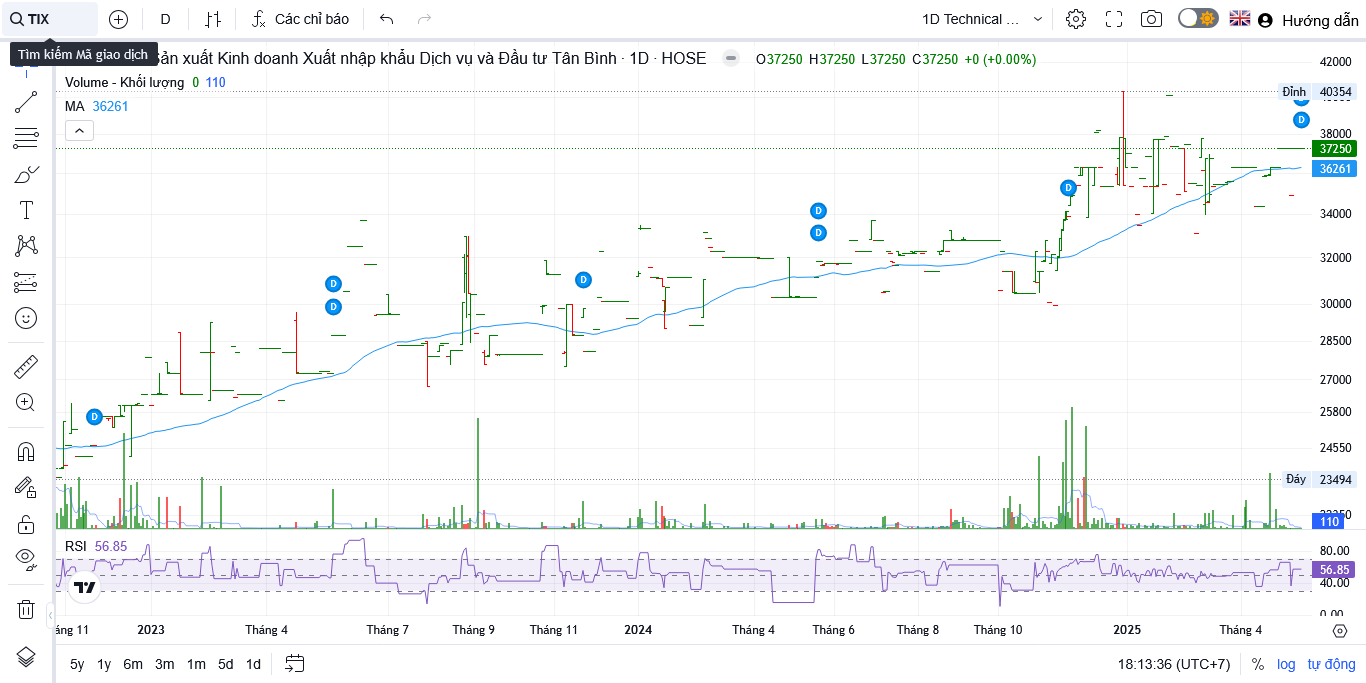 TIX
D
Các chỉ báo
1D Technical ...
Hướng dẫn
Tìm kiếm Mã giao dịch
Sản xuất Kinh doanh Xuất nhập khẩu Dịch vụ và Đầu tư Tân Bình · 1D · HOSE
O37250 H37250 L37250 C37250 +0 (+0.00%)
Volume - Khối lượng 0 110
MA 36261
42000
Đỉnh 40354
38000
37250
36261
34000
32000
30000
28500
27000
25800
24550
Đáy 23494
110
D
D
D
D
D
D
D
D
D
RSI 56.85
80.00
56.85
40.00
0.00
2023
Tháng 4
Tháng 7
Tháng 9
Tháng 11
2024
Tháng 4
Tháng 6
Tháng 8
Tháng 10
2025
Tháng 4
5y 1y 6m 3m 1m 5d 1d
18:13:36 (UTC+7)
% log tự động